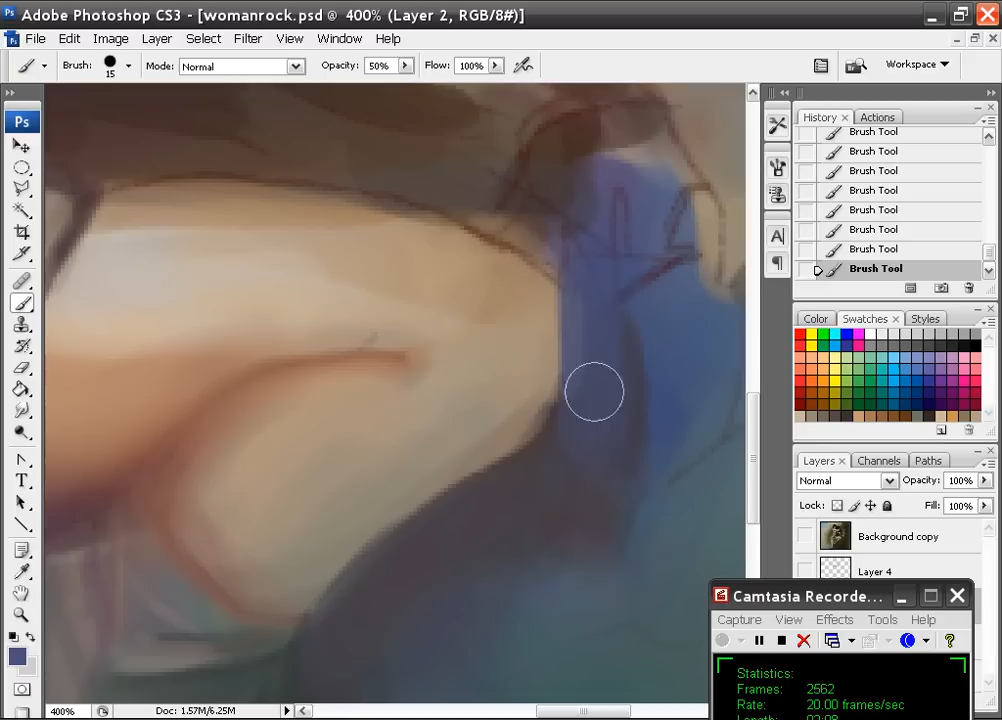 Adobe Photoshop CS3 - [womanrock.psd @ 400% (Layer 2, RGB/8#)]
Ps File Edit Image Layer Select Filter View Window Help
Brush: 15 Mode: Normal Opacity: 50% Flow: 100% Workspace
Ps
History Actions
Brush Tool
Brush Tool
Brush Tool
Brush Tool
Brush Tool
Brush Tool
Brush Tool
Brush Tool
Color Swatches Styles
Layers Channels Paths
Normal Opacity: 100%
Lock: Fill: 100%
Background copy
Layer 4
Camtasia Recorde...
Capture View Effects Tools Help
Statistics:
Frames: 2562
Rate: 20.00 frames/sec
400% Doc: 1.57M/6.25M